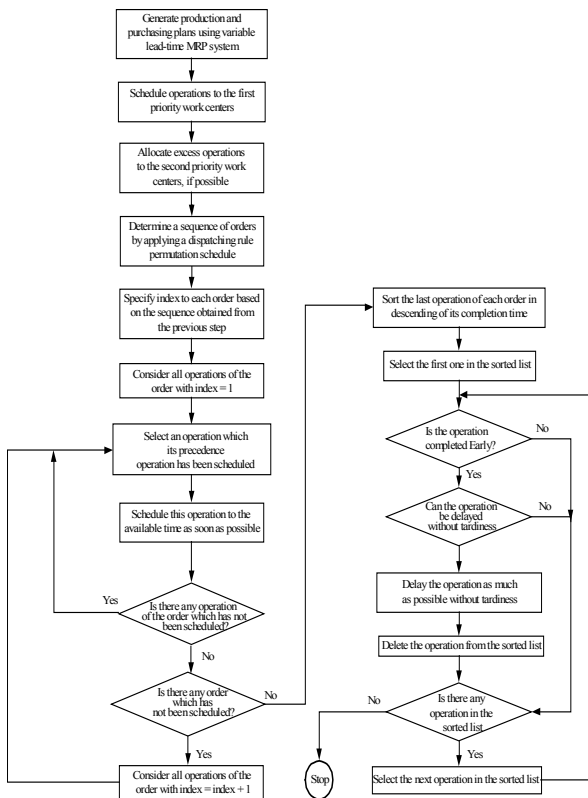 Generate production and
purchasing plans using variable
lead-time MRP system
Schedule operations to the first
priority work centers
Allocate excess operations
to the second priority work
centers, if possible
Determine a sequence of orders
by applying a dispatching rule
permutation schedule
Specify index to each order based
on the sequence obtained from
the previous step
Consider all operations of the
order with index = 1
Select an operation which
its precedence
operation has been scheduled
Schedule this operation to the
available time as soon as possible
Yes
Is there any operation
of the order which has not
been scheduled?
No
Is there any order
which has
not been scheduled?
No
Yes
Consider all operations of the
order with index = index + 1
Sort the last operation of each order in
descending of its completion time
Select the first one in the sorted list
Is the operation
completed Early?
No
Yes
Can the operation
be delayed
without tardiness
No
Delay the operation as much
as possible without tardiness
Delete the operation from the sorted list
Is there any
operation in the
sorted list
No
Yes
Stop
Select the next operation in the sorted list